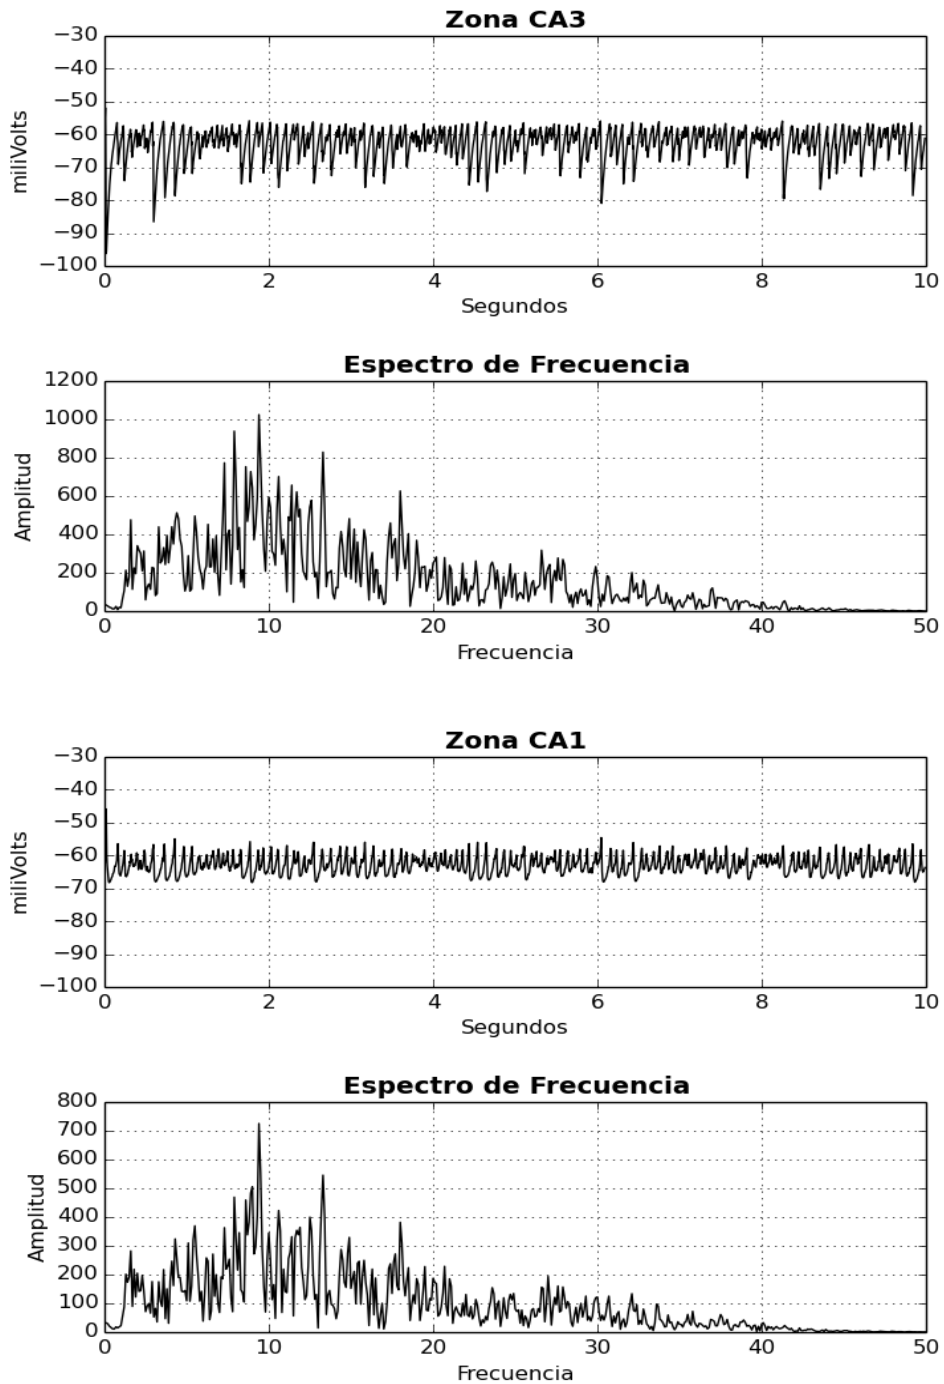 Zona CA3
−30
−40
−50
−60
−70
−80
−90
−100
miliVolts
0 2 4 6 8 10
Segundos
Espectro de Frecuencia
1200
1000
800
600
400
200
0
Amplitud
0 10 20 30 40 50
Frecuencia
Zona CA1
−30
−40
−50
−60
−70
−80
−90
−100
miliVolts
0 2 4 6 8 10
Segundos
Espectro de Frecuencia
800
700
600
500
400
300
200
100
0
Amplitud
0 10 20 30 40 50
Frecuencia